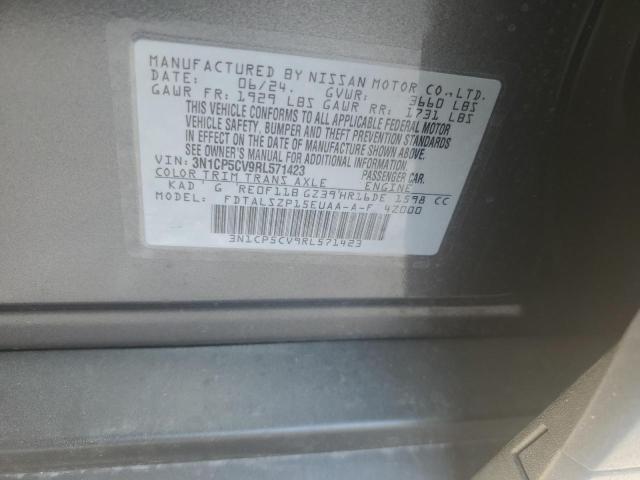 MANUFACTURED BY NISSAN MOTOR CO.,LTD.
DATE: 06/24. GVWR: 3660 LBS
GAWR FR: 1929 LBS GAWR RR: 1731 LBS
THIS VEHICLE CONFORMS TO ALL APPLICABLE FEDERAL MOTOR
VEHICLE SAFETY, BUMPER AND THEFT PREVENTION STANDARDS
IN EFFECT ON THE DATE OF MANUFACTURE SHOWN ABOVE.
SEE OWNER'S MANUAL FOR ADDITIONAL INFORMATION.
VIN: 3N1CP5CV9RL571423 PASSENGER CAR.
COLOR TRIM TRANS AXLE ENGINE
KAD G RE0F11B GZ39 HR16DE 1598 CC
MODEL: FDTALSZP15EUAA-A-F 42000
3N1CP5CV9RL571423